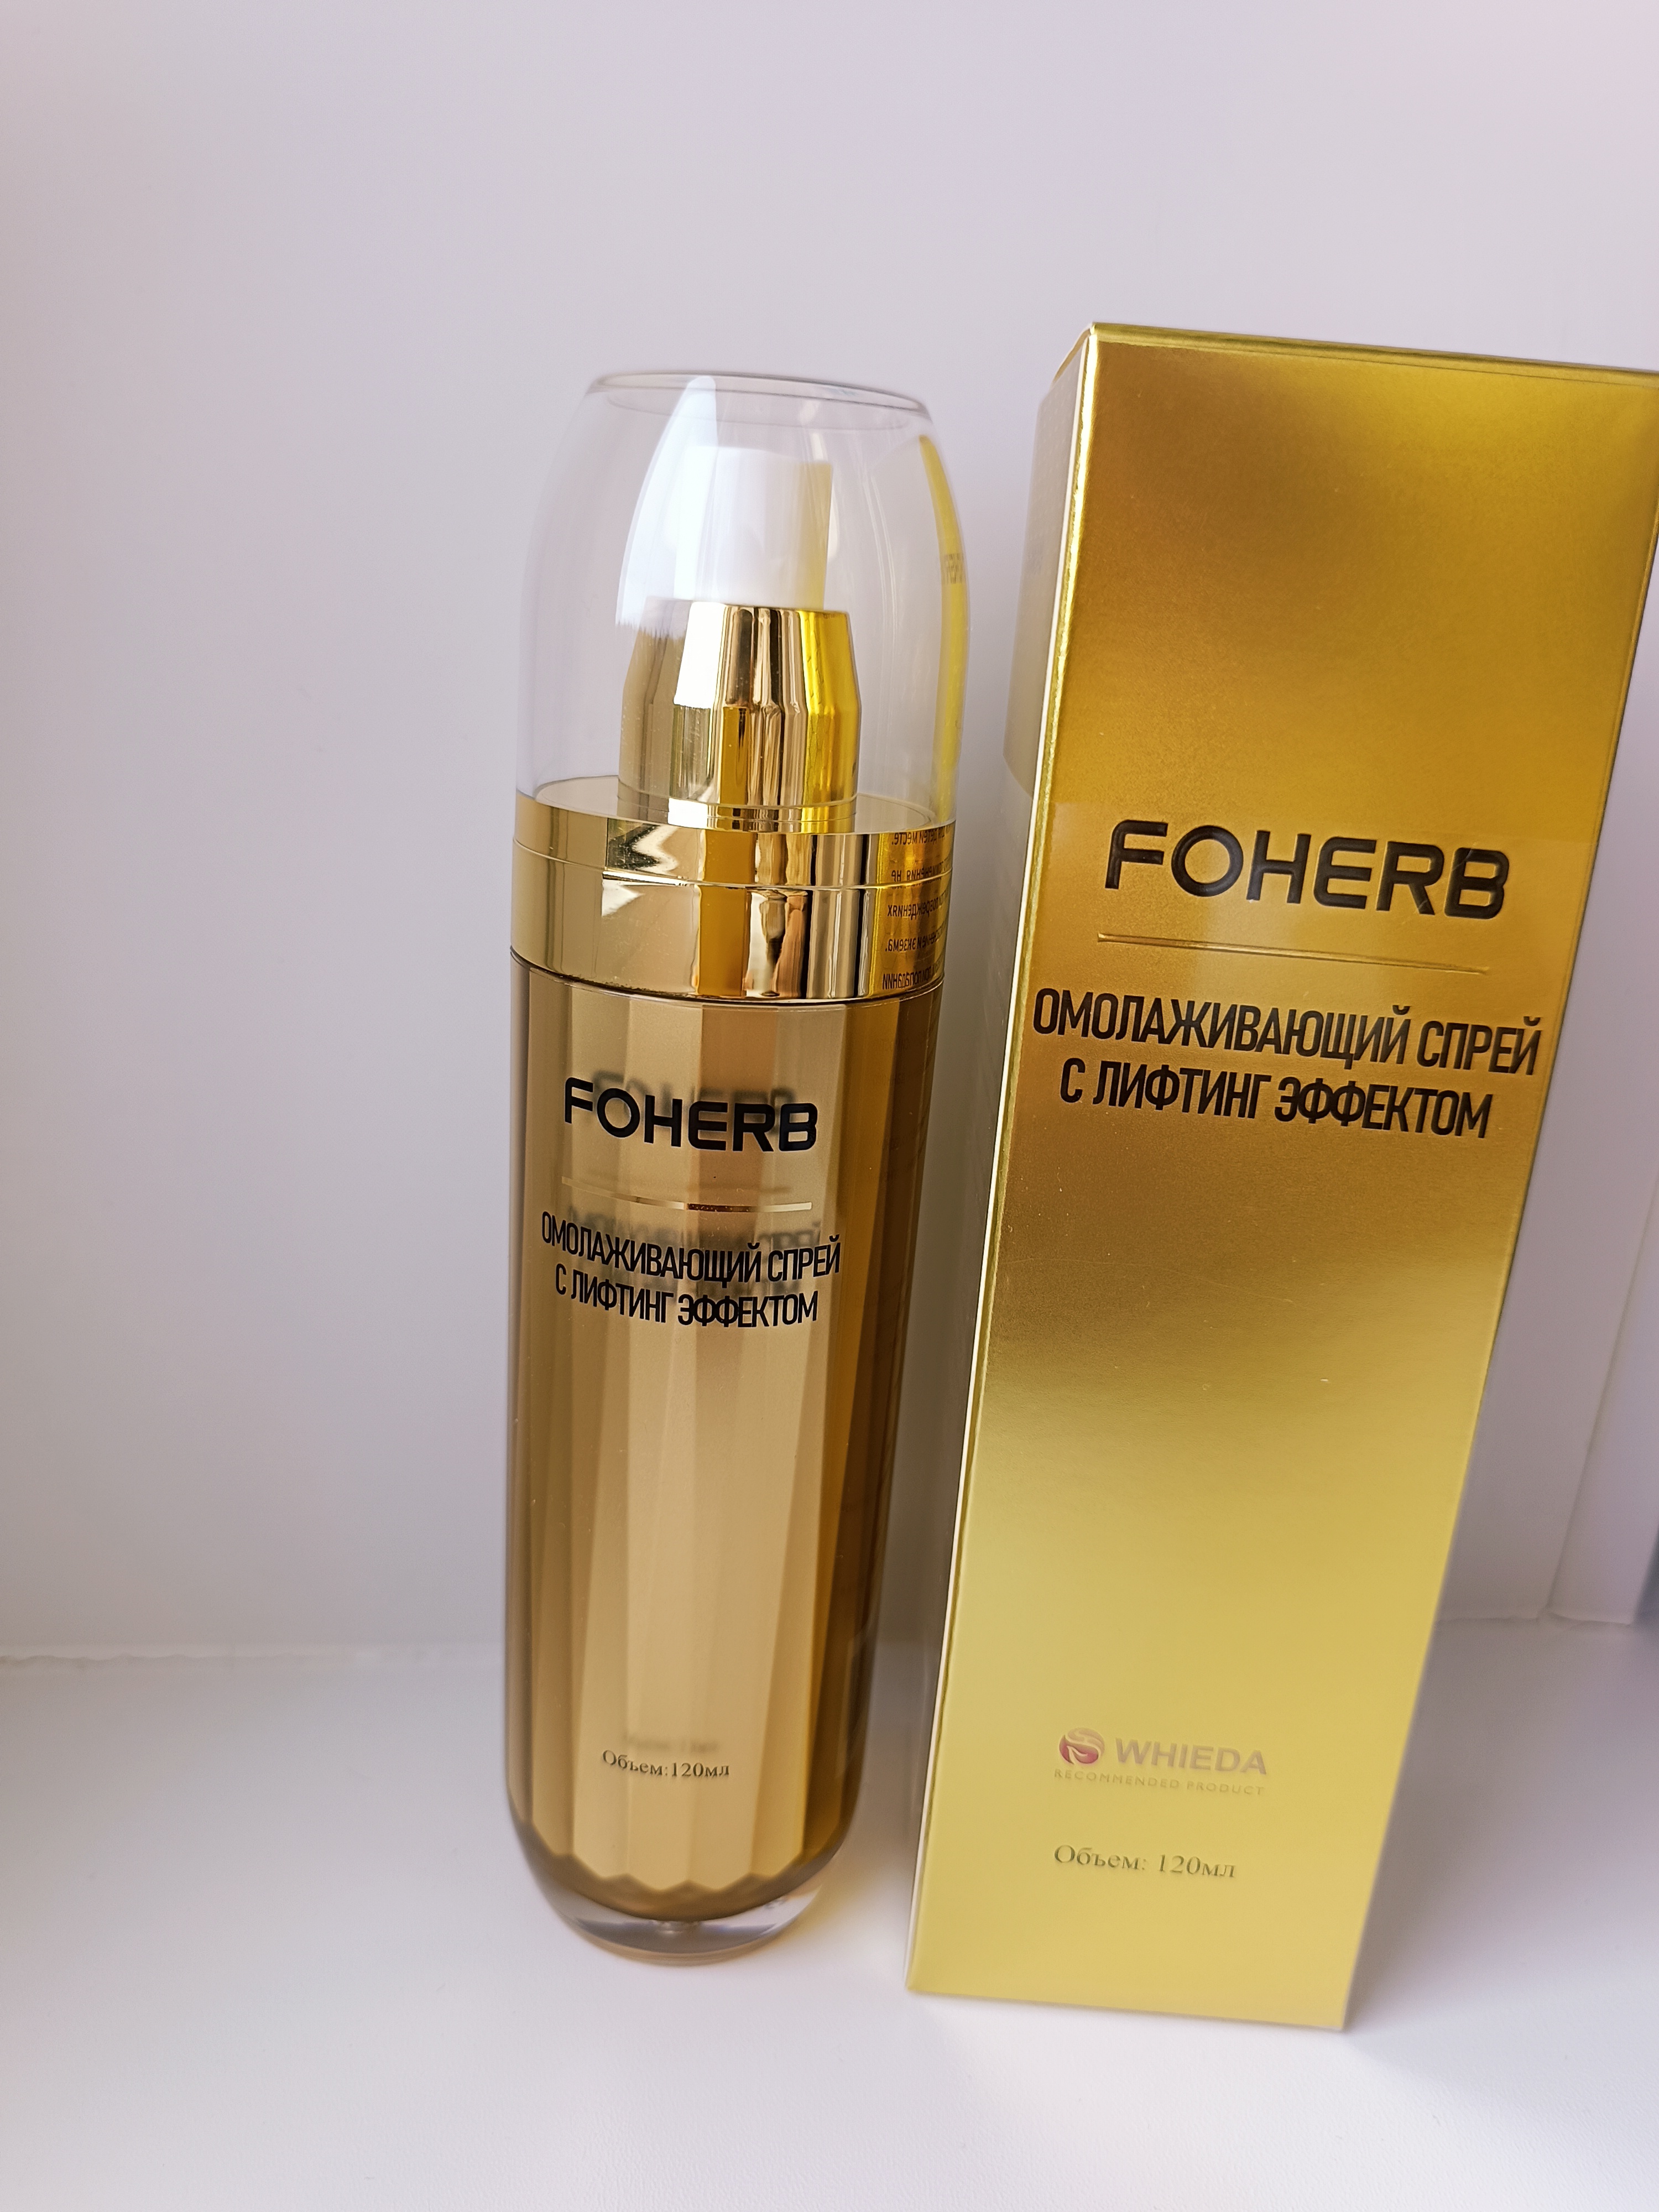 FOHERB
ОМОЛАЖИВАЮЩИЙ СПРЕЙ
С ЛИФТИНГ ЭФФЕКТОМ
Объем:120мл
FOHERB
ОМОЛАЖИВАЮЩИЙ СПРЕЙ
С ЛИФТИНГ ЭФФЕКТОМ
WHIEDA
RECOMMENDED PRODUCT
Объем: 120мл